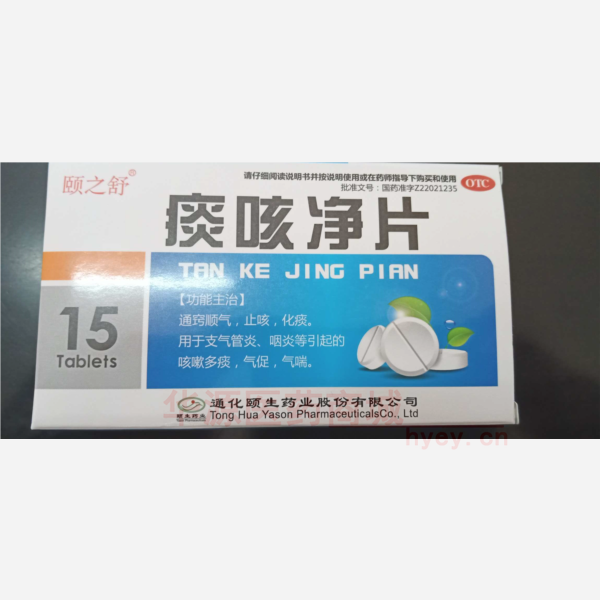 颐之舒®
请仔细阅读说明书并按说明使用或在药师指导下购买和使用
批准文号：国药准字Z22021235
OTC
痰咳净片
TAN KE JING PIAN
15
Tablets
【功能主治】
通窍顺气，止咳，化痰。
用于支气管炎、咽炎等引起的
咳嗽多痰，气促，气喘。
颐生药业
通化颐生药业股份有限公司
Tong Hua Yason PharmaceuticalsCo., Ltd
hyey.cn